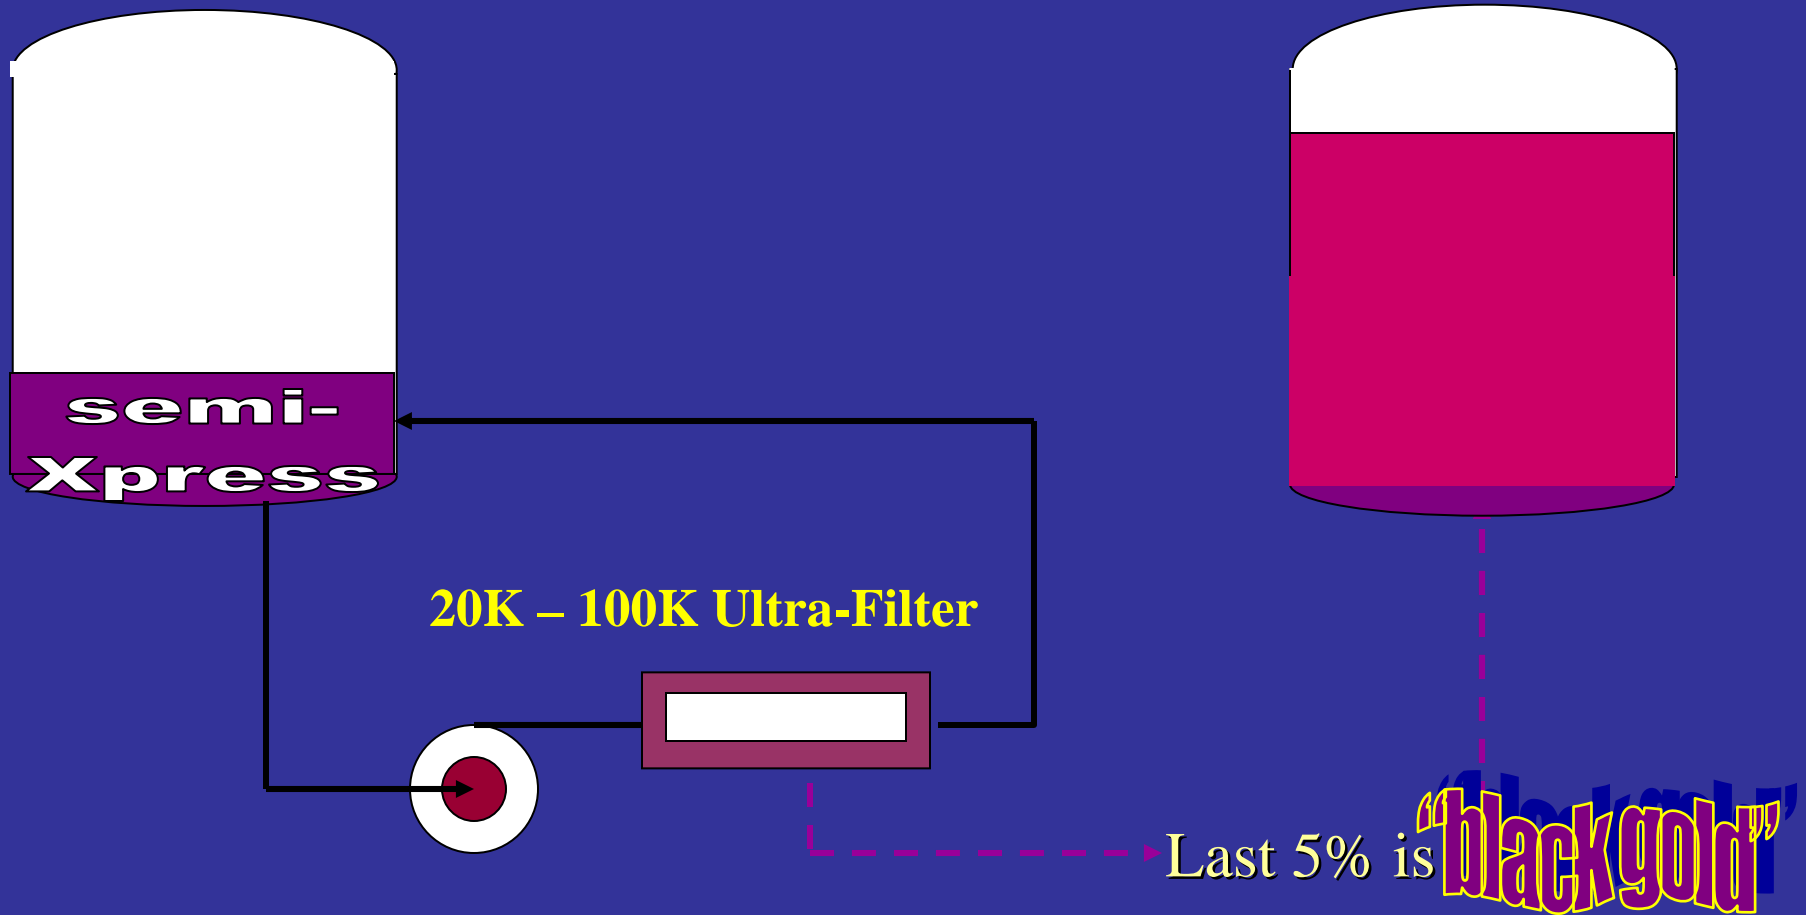 semi-
Xpress
20K – 100K Ultra-Filter
Last 5% is “black gold”